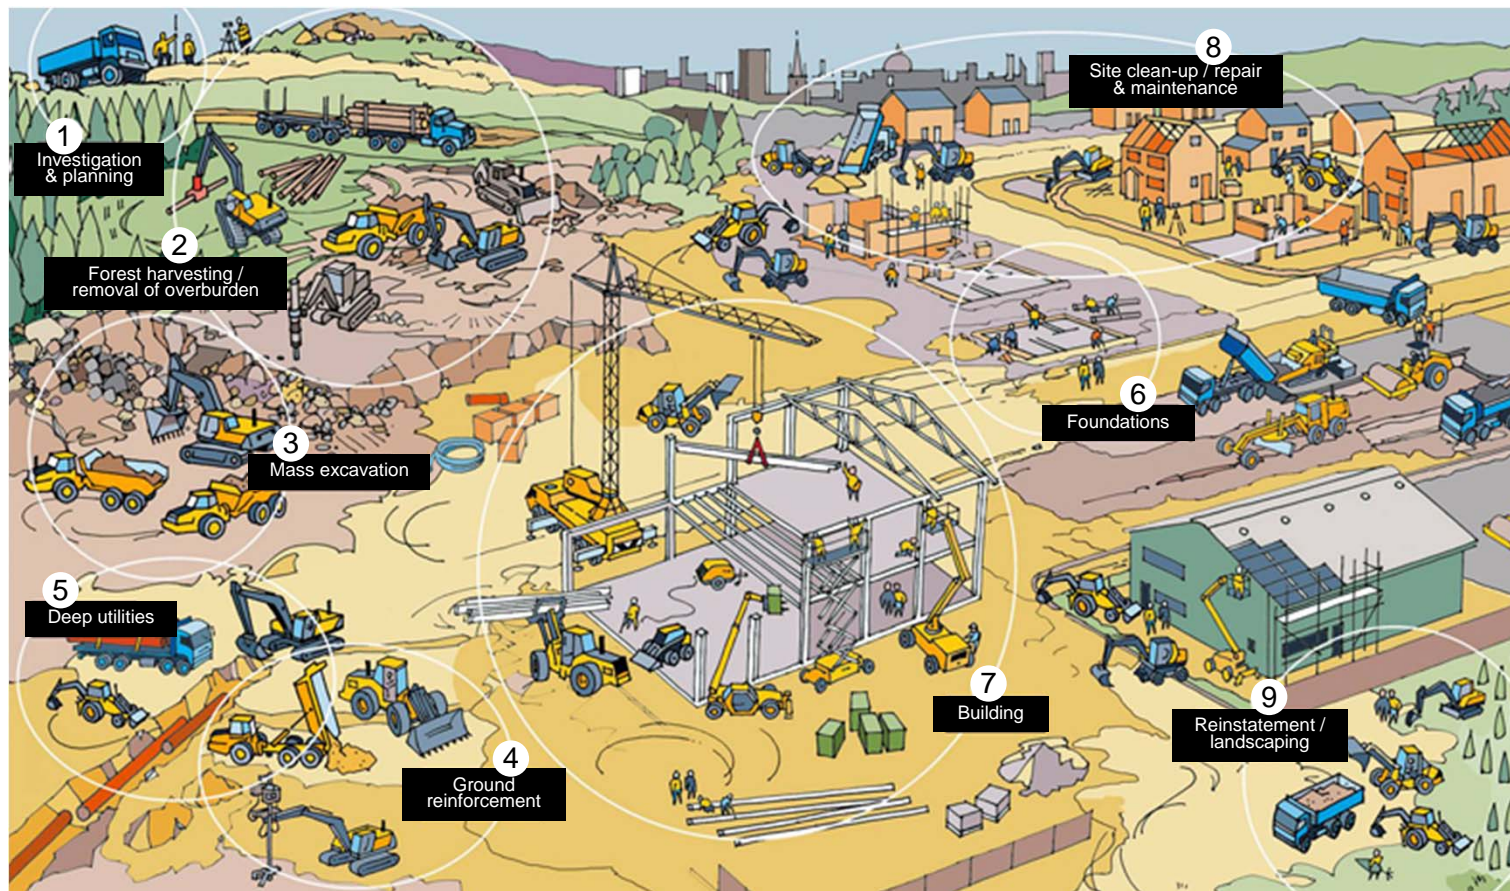 1
Investigation
& planning
2
Forest harvesting /
removal of overburden
3
Mass excavation
4
Ground
reinforcement
5
Deep utilities
6
Foundations
7
Building
8
Site clean-up / repair
& maintenance
9
Reinstatement /
landscaping